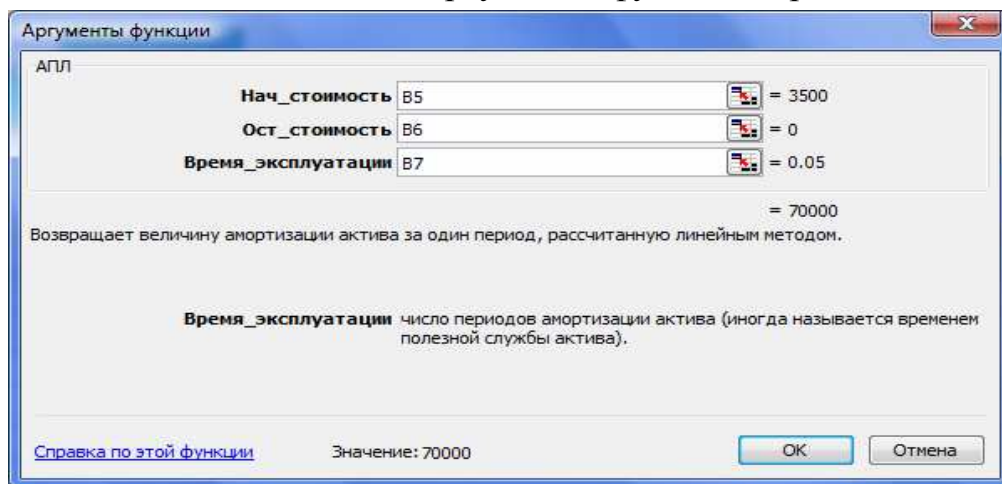 Аргументы функции
АПЛ
Нач_стоимость B5 = 3500
Ост_стоимость B6 = 0
Время_эксплуатации B7 = 0.05
= 70000
Возвращает величину амортизации актива за один период, рассчитанную линейным методом.
Время_эксплуатации число периодов амортизации актива (иногда называется временем
полезной службы актива).
Справка по этой функции Значение: 70000 ОК Отмена